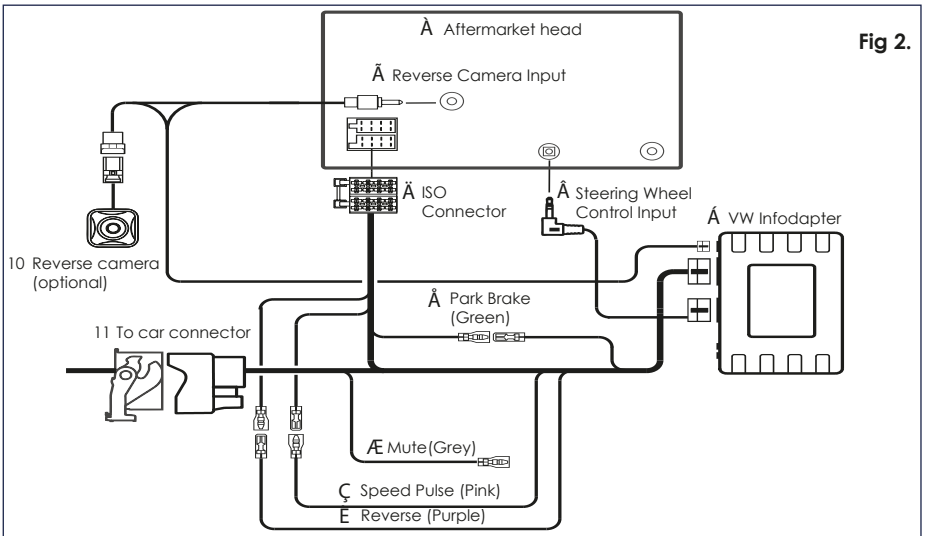 À Aftermarket head
Fig 2.
Ã Reverse Camera Input
Ä ISO
Connector
Â Steering Wheel
Control Input
Á VW Infodapter
10 Reverse camera
(optional)
Å Park Brake
(Green)
11 To car connector
Æ Mute(Grey)
Ç Speed Pulse (Pink)
È Reverse (Purple)